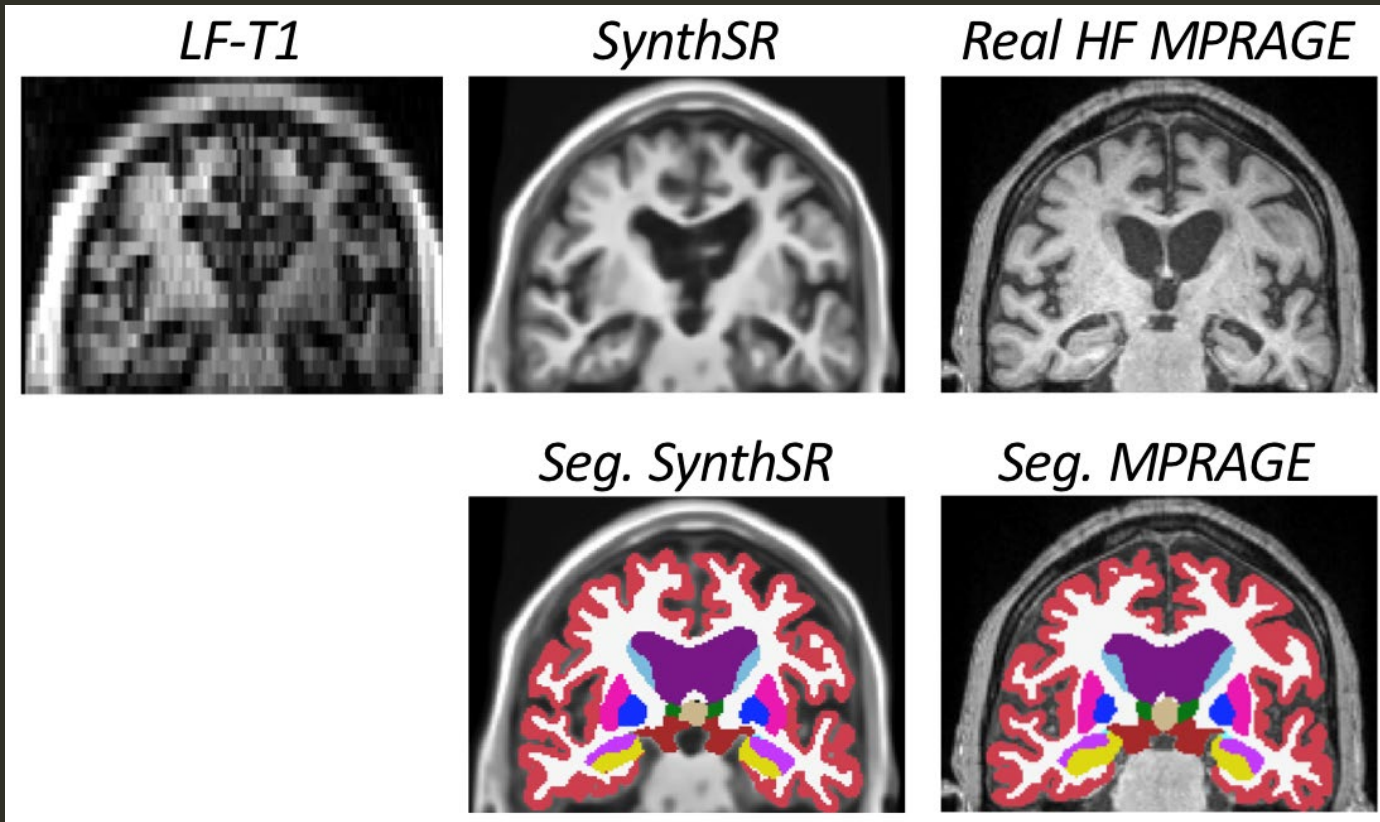 LF-T1
SynthSR
Real HF MPRAGE
Seg. SynthSR
Seg. MPRAGE